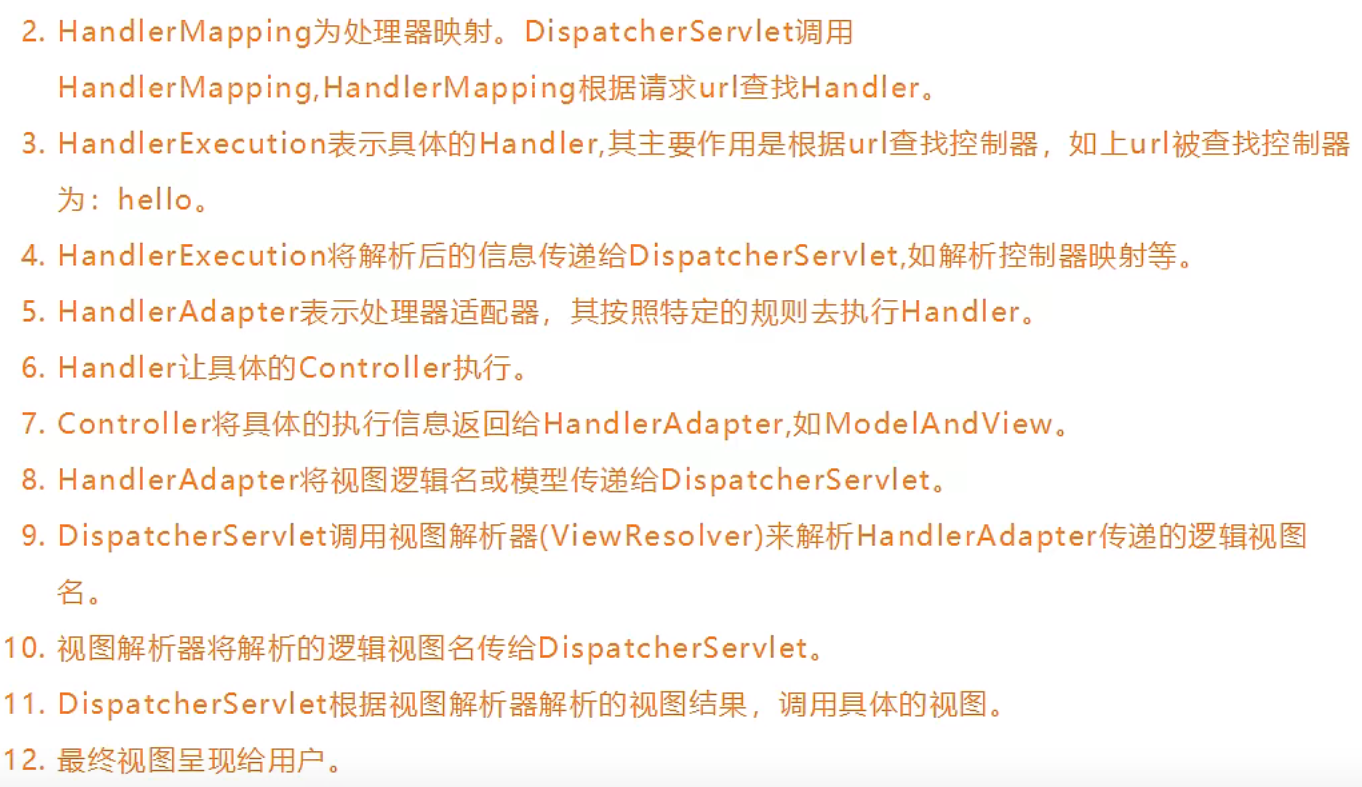 2. HandlerMapping为处理器映射。DispatcherServlet调用
HandlerMapping,HandlerMapping根据请求url查找Handler。
3. HandlerExecution表示具体的Handler,其主要作用是根据url查找控制器，如上url被查找控制器
为：hello。
4. HandlerExecution将解析后的信息传递给DispatcherServlet,如解析控制器映射等。
5. HandlerAdapter表示处理器适配器，其按照特定的规则去执行Handler。
6. Handler让具体的Controller执行。
7. Controller将具体的执行信息返回给HandlerAdapter,如ModelAndView。
8. HandlerAdapter将视图逻辑名或模型传递给DispatcherServlet。
9. DispatcherServlet调用视图解析器(ViewResolver)来解析HandlerAdapter传递的逻辑视图
名。
10. 视图解析器将解析的逻辑视图名传给DispatcherServlet。
11. DispatcherServlet根据视图解析器解析的视图结果，调用具体的视图。
12. 最终视图呈现给用户。